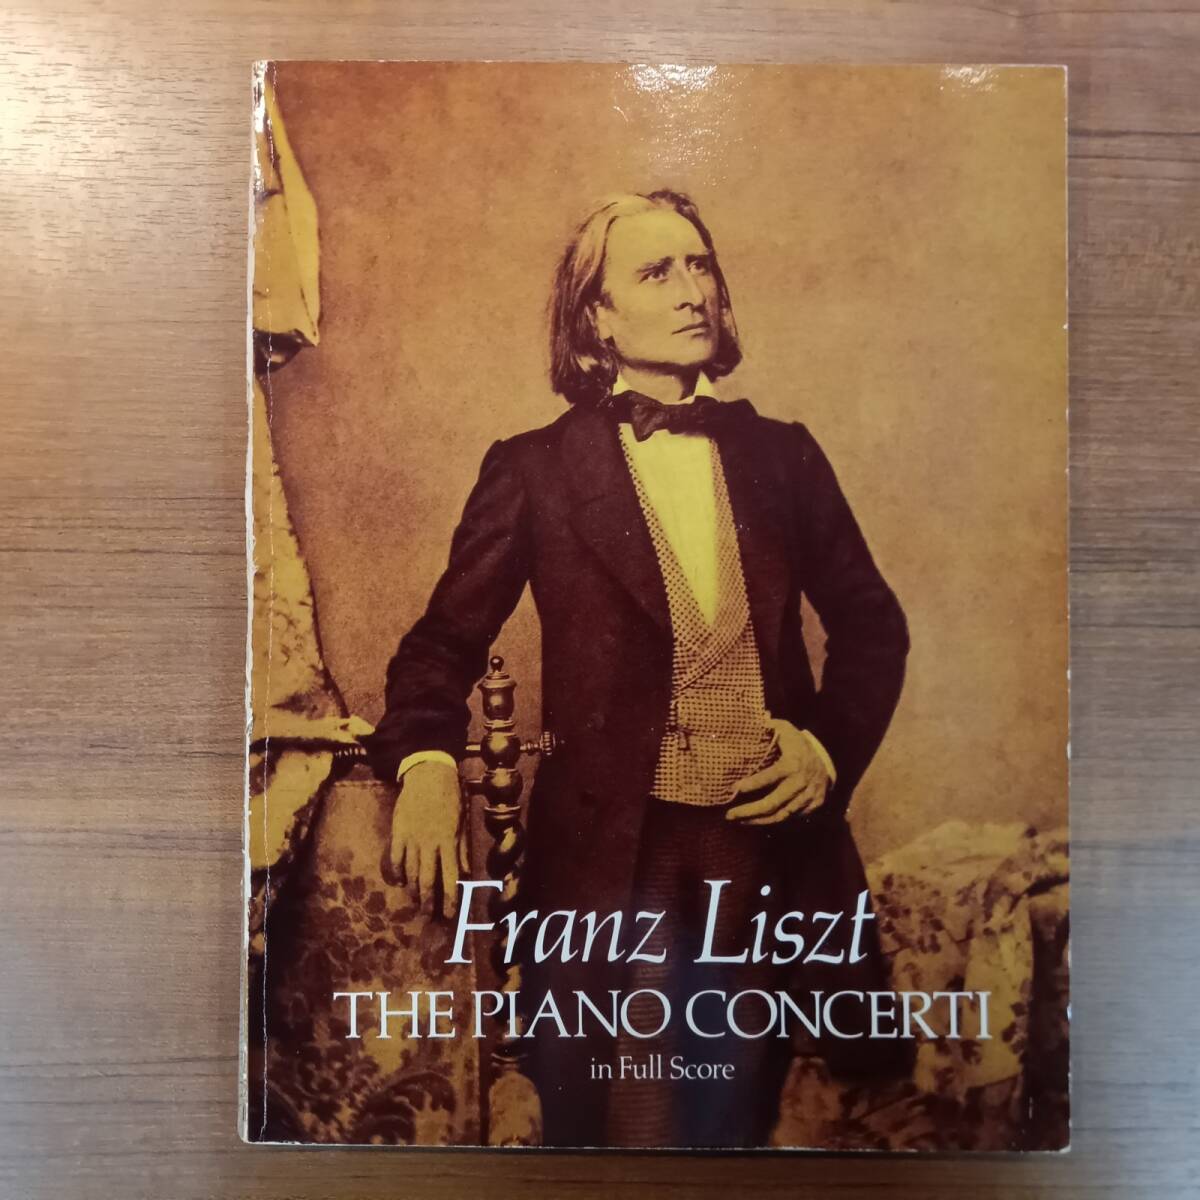 Franz Liszt
THE PIANO CONCERTI
in Full Score